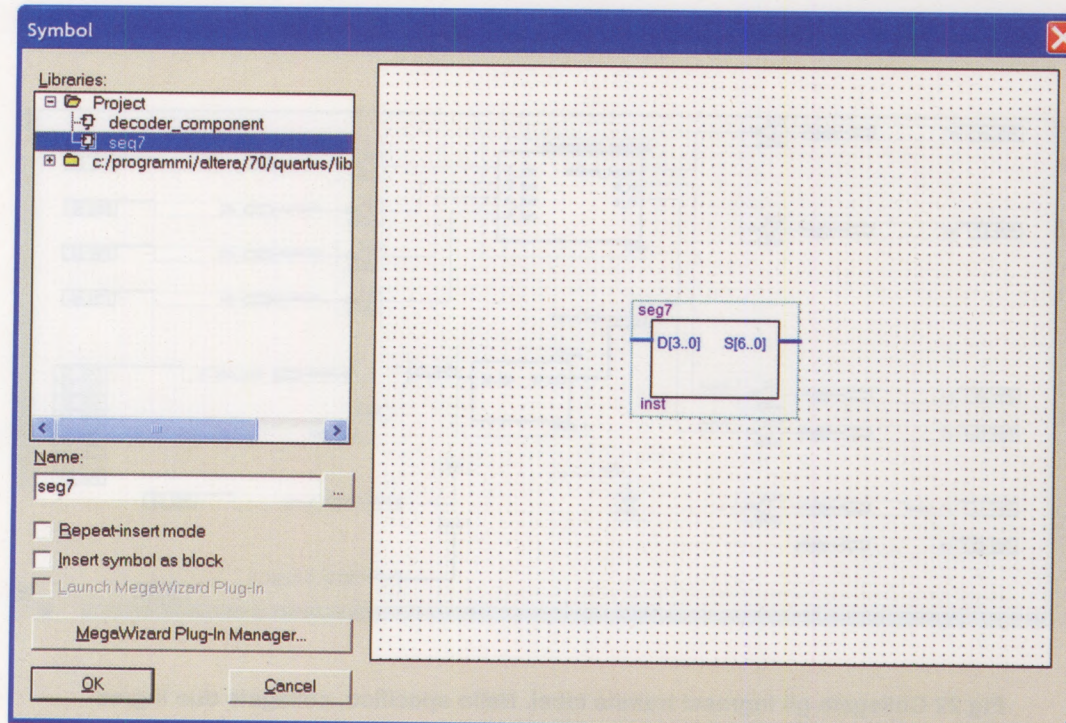 Symbol
Libraries:
Project
decoder_component
seg7
c:/programmi/altera/70/quartus/lib
Name:
seg7
...
Repeat-insert mode
Insert symbol as block
Launch MegaWizard Plug-In
MegaWizard Plug-In Manager...
OK
Cancel
seg7
D[3..0]
S[6..0]
inst